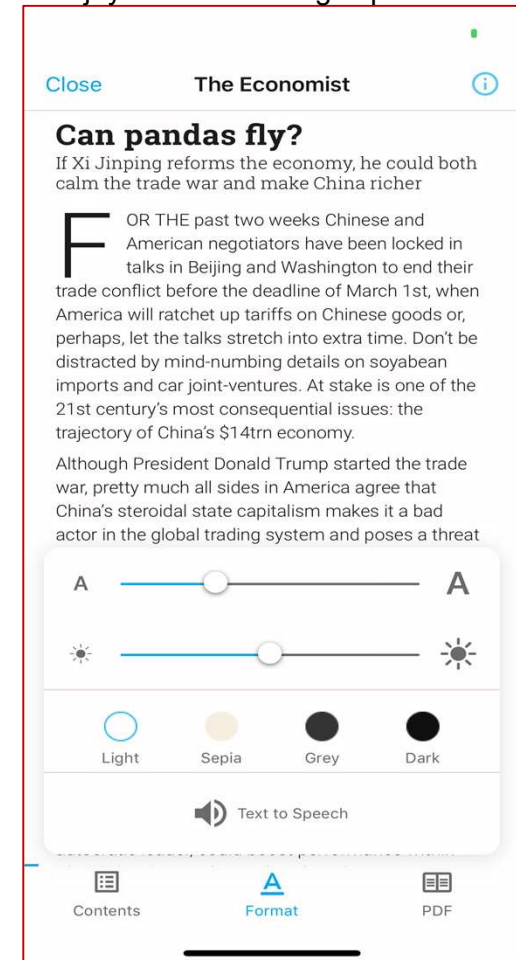 Close The Economist
Can pandas fly?
If Xi Jinping reforms the economy, he could both
calm the trade war and make China richer
FOR THE past two weeks Chinese and
American negotiators have been locked in
talks in Beijing and Washington to end their
trade conflict before the deadline of March 1st, when
America will ratchet up tariffs on Chinese goods or,
perhaps, let the talks stretch into extra time. Don’t be
distracted by mind-numbing details on soyabean
imports and car joint-ventures. At stake is one of the
21st century’s most consequential issues: the
trajectory of China’s $14trn economy.
Although President Donald Trump started the trade
war, pretty much all sides in America agree that
China’s steroidal state capitalism makes it a bad
actor in the global trading system and poses a threat
A A
Light Sepia Grey Dark
Text to Speech
Contents Format PDF